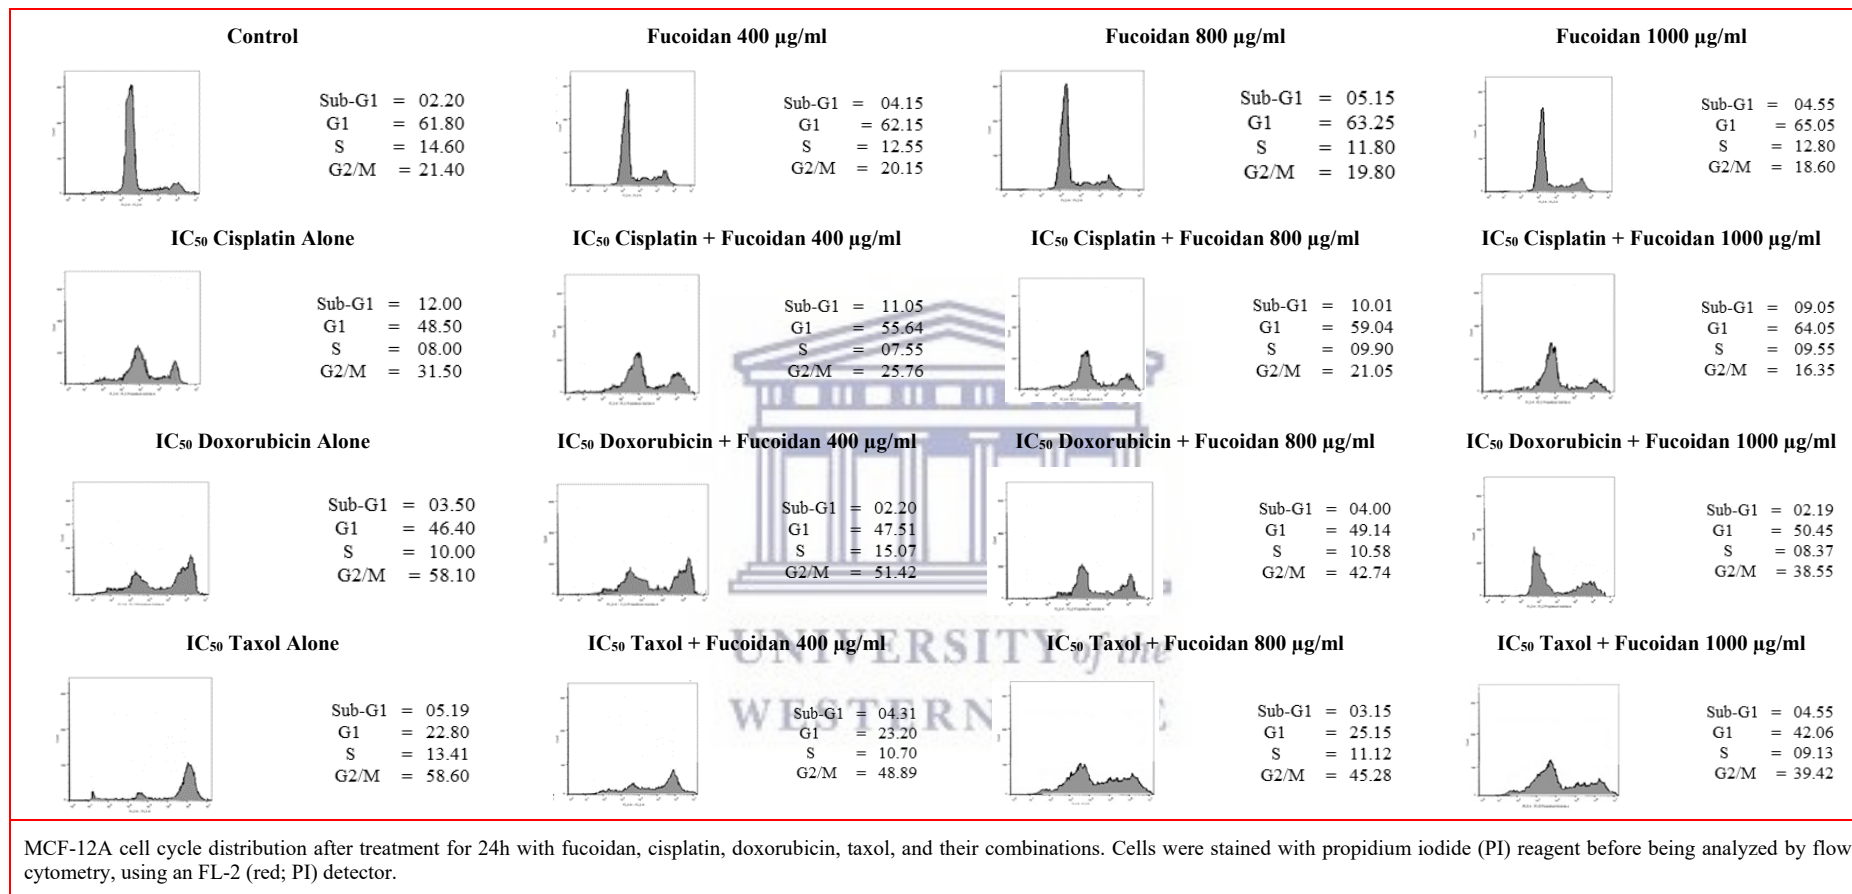 Control
Sub-G1 = 02.20
G1 = 61.80
S = 14.60
G2/M = 21.40
Fucoidan 400 µg/ml
Sub-G1 = 04.15
G1 = 62.15
S = 12.55
G2/M = 20.15
Fucoidan 800 µg/ml
Sub-G1 = 05.15
G1 = 63.25
S = 11.80
G2/M = 19.80
Fucoidan 1000 µg/ml
Sub-G1 = 04.55
G1 = 65.05
S = 12.80
G2/M = 18.60
IC₅₀ Cisplatin Alone
Sub-G1 = 12.00
G1 = 48.50
S = 08.00
G2/M = 31.50
IC₅₀ Cisplatin + Fucoidan 400 µg/ml
Sub-G1 = 11.05
G1 = 55.64
S = 07.55
G2/M = 25.76
IC₅₀ Cisplatin + Fucoidan 800 µg/ml
Sub-G1 = 10.01
G1 = 59.04
S = 09.90
G2/M = 21.05
IC₅₀ Cisplatin + Fucoidan 1000 µg/ml
Sub-G1 = 09.05
G1 = 64.05
S = 09.55
G2/M = 16.35
IC₅₀ Doxorubicin Alone
Sub-G1 = 03.50
G1 = 46.40
S = 10.00
G2/M = 58.10
IC₅₀ Doxorubicin + Fucoidan 400 µg/ml
Sub-G1 = 02.20
G1 = 47.51
S = 15.07
G2/M = 51.42
IC₅₀ Doxorubicin + Fucoidan 800 µg/ml
Sub-G1 = 04.00
G1 = 49.14
S = 10.58
G2/M = 42.74
IC₅₀ Doxorubicin + Fucoidan 1000 µg/ml
Sub-G1 = 02.19
G1 = 50.45
S = 08.37
G2/M = 38.55
IC₅₀ Taxol Alone
Sub-G1 = 05.19
G1 = 22.80
S = 13.41
G2/M = 58.60
IC₅₀ Taxol + Fucoidan 400 µg/ml
Sub-G1 = 04.31
G1 = 23.20
S = 10.70
G2/M = 48.89
IC₅₀ Taxol + Fucoidan 800 µg/ml
Sub-G1 = 03.15
G1 = 25.15
S = 11.12
G2/M = 45.28
IC₅₀ Taxol + Fucoidan 1000 µg/ml
Sub-G1 = 04.55
G1 = 42.06
S = 09.13
G2/M = 39.42
UNIVERSITY of the
WESTERN
MCF-12A cell cycle distribution after treatment for 24h with fucoidan, cisplatin, doxorubicin, taxol, and their combinations. Cells were stained with propidium iodide (PI) reagent before being analyzed by flow
cytometry, using an FL-2 (red; PI) detector.